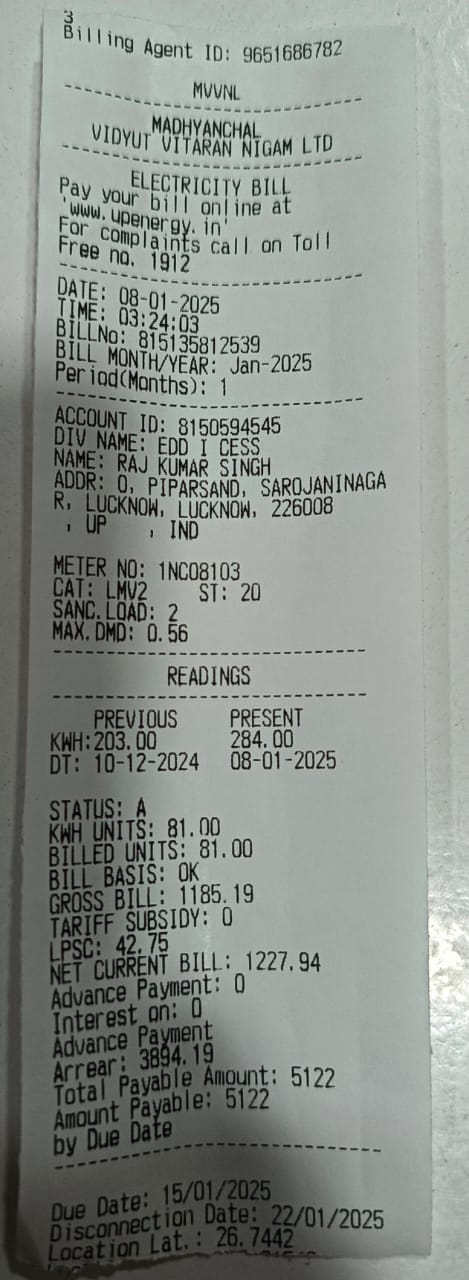 3
Billing Agent ID: 9651686782
MVVNL
MADHYANCHAL
VIDYUT VITARAN NIGAM LTD
ELECTRICITY BILL
Pay your bill online at
'www.upenergy.in'
For complaints call on Toll
Free no. 1912
DATE: 08-01-2025
TIME: 03:24:03
BILLNo: 815135812539
BILL MONTH/YEAR: Jan-2025
Period(Months): 1
ACCOUNT ID: 8150594545
DIV NAME: EDD I CESS
NAME: RAJ KUMAR SINGH
ADDR: 0, PIPARSAND, SAROJANINAGA
R, LUCKNOW, LUCKNOW, 226008
, UP , IND
METER NO: 1NC08103
CAT: LMV2 ST: 20
SANC.LOAD: 2
MAX.DMD: 0.56
READINGS
PREVIOUS PRESENT
KWH:203.00 284.00
DT: 10-12-2024 08-01-2025
STATUS: A
KWH UNITS: 81.00
BILLED UNITS: 81.00
BILL BASIS: OK
GROSS BILL: 1185.19
TARIFF SUBSIDY: 0
LPSC: 42.75
NET CURRENT BILL: 1227.94
Advance Payment: 0
Interest on: 0
Advance Payment
Arrear: 3894.19
Total Payable Amount: 5122
Amount Payable: 5122
by Due Date
Due Date: 15/01/2025
Disconnection Date: 22/01/2025
Location Lat.: 26.7442